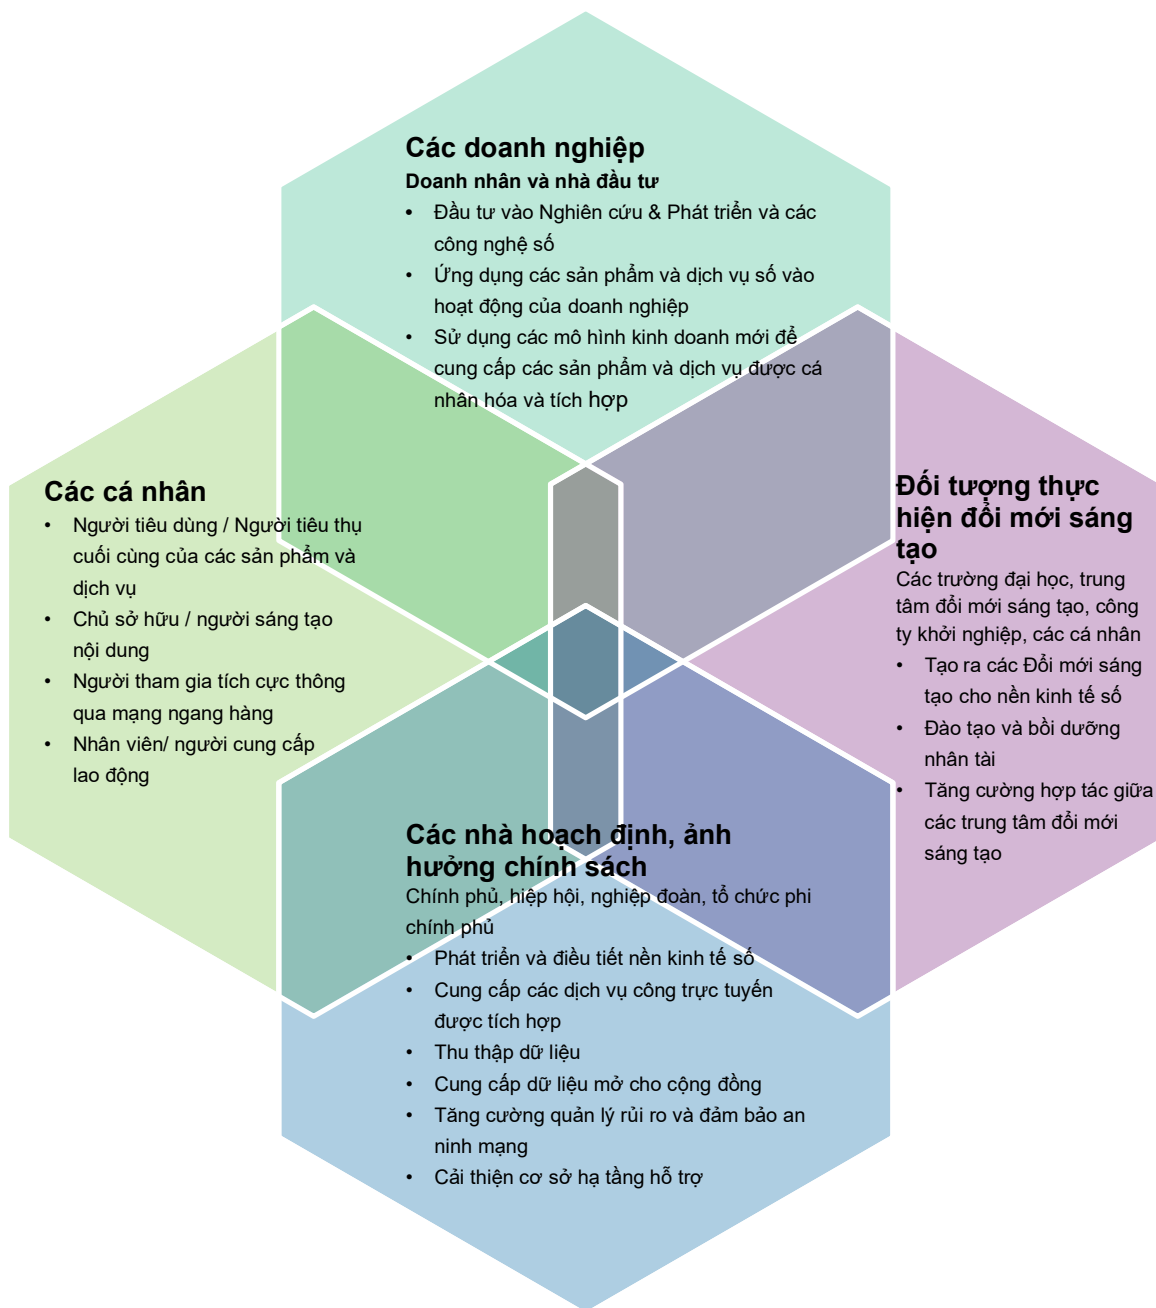 Các doanh nghiệp
Doanh nhân và nhà đầu tư
• Đầu tư vào Nghiên cứu & Phát triển và các
công nghệ số
• Ứng dụng các sản phẩm và dịch vụ số vào
hoạt động của doanh nghiệp
• Sử dụng các mô hình kinh doanh mới để
cung cấp các sản phẩm và dịch vụ được cá
nhân hóa và tích hợp
Các cá nhân
• Người tiêu dùng / Người tiêu thụ
cuối cùng của các sản phẩm và
dịch vụ
• Chủ sở hữu / người sáng tạo
nội dung
• Người tham gia tích cực thông
qua mạng ngang hàng
• Nhân viên/ người cung cấp
lao động
Đối tượng thực
hiện đổi mới sáng
tạo
Các trường đại học, trung
tâm đổi mới sáng tạo, công
ty khởi nghiệp, các cá nhân
• Tạo ra các Đổi mới sáng
tạo cho nền kinh tế số
• Đào tạo và bồi dưỡng
nhân tài
• Tăng cường hợp tác giữa
các trung tâm đổi mới
sáng tạo
Các nhà hoạch định, ảnh
hưởng chính sách
Chính phủ, hiệp hội, nghiệp đoàn, tổ chức phi
chính phủ
• Phát triển và điều tiết nền kinh tế số
• Cung cấp các dịch vụ công trực tuyến
được tích hợp
• Thu thập dữ liệu
• Cung cấp dữ liệu mở cho cộng đồng
• Tăng cường quản lý rủi ro và đảm bảo an
ninh mạng
• Cải thiện cơ sở hạ tầng hỗ trợ